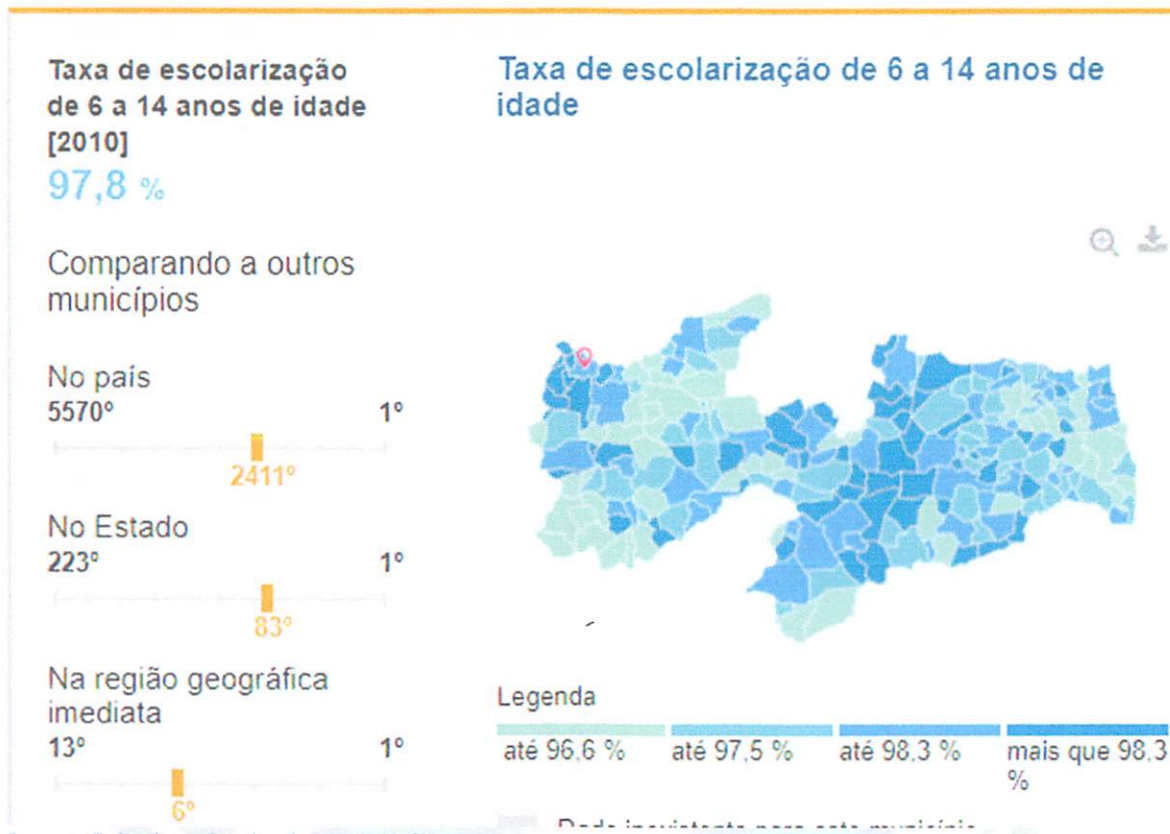 Taxa de escolarização
de 6 a 14 anos de idade
[2010]
97,8 %
Comparando a outros
municípios
No país
5570º 1º
2411º
No Estado
223º 1º
83º
Na região geográfica
imediata
13º 1º
6º
Taxa de escolarização de 6 a 14 anos de
idade
Legenda
até 96,6 %
até 97,5 %
até 98,3 %
mais que 98,3
%